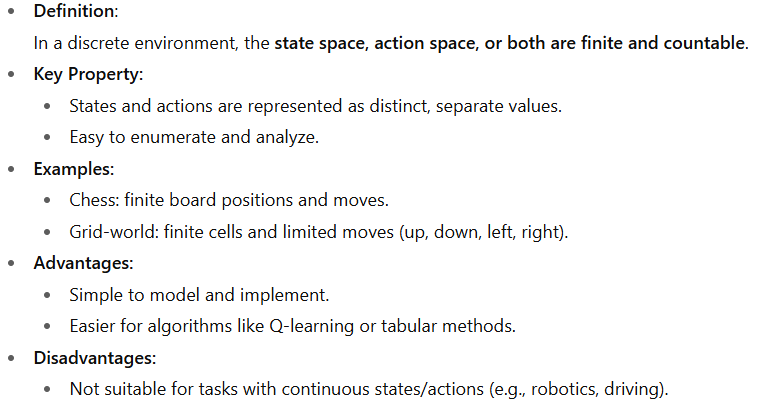 • Definition:
In a discrete environment, the state space, action space, or both are finite and countable.
• Key Property:
• States and actions are represented as distinct, separate values.
• Easy to enumerate and analyze.
• Examples:
• Chess: finite board positions and moves.
• Grid-world: finite cells and limited moves (up, down, left, right).
• Advantages:
• Simple to model and implement.
• Easier for algorithms like Q-learning or tabular methods.
• Disadvantages:
• Not suitable for tasks with continuous states/actions (e.g., robotics, driving).